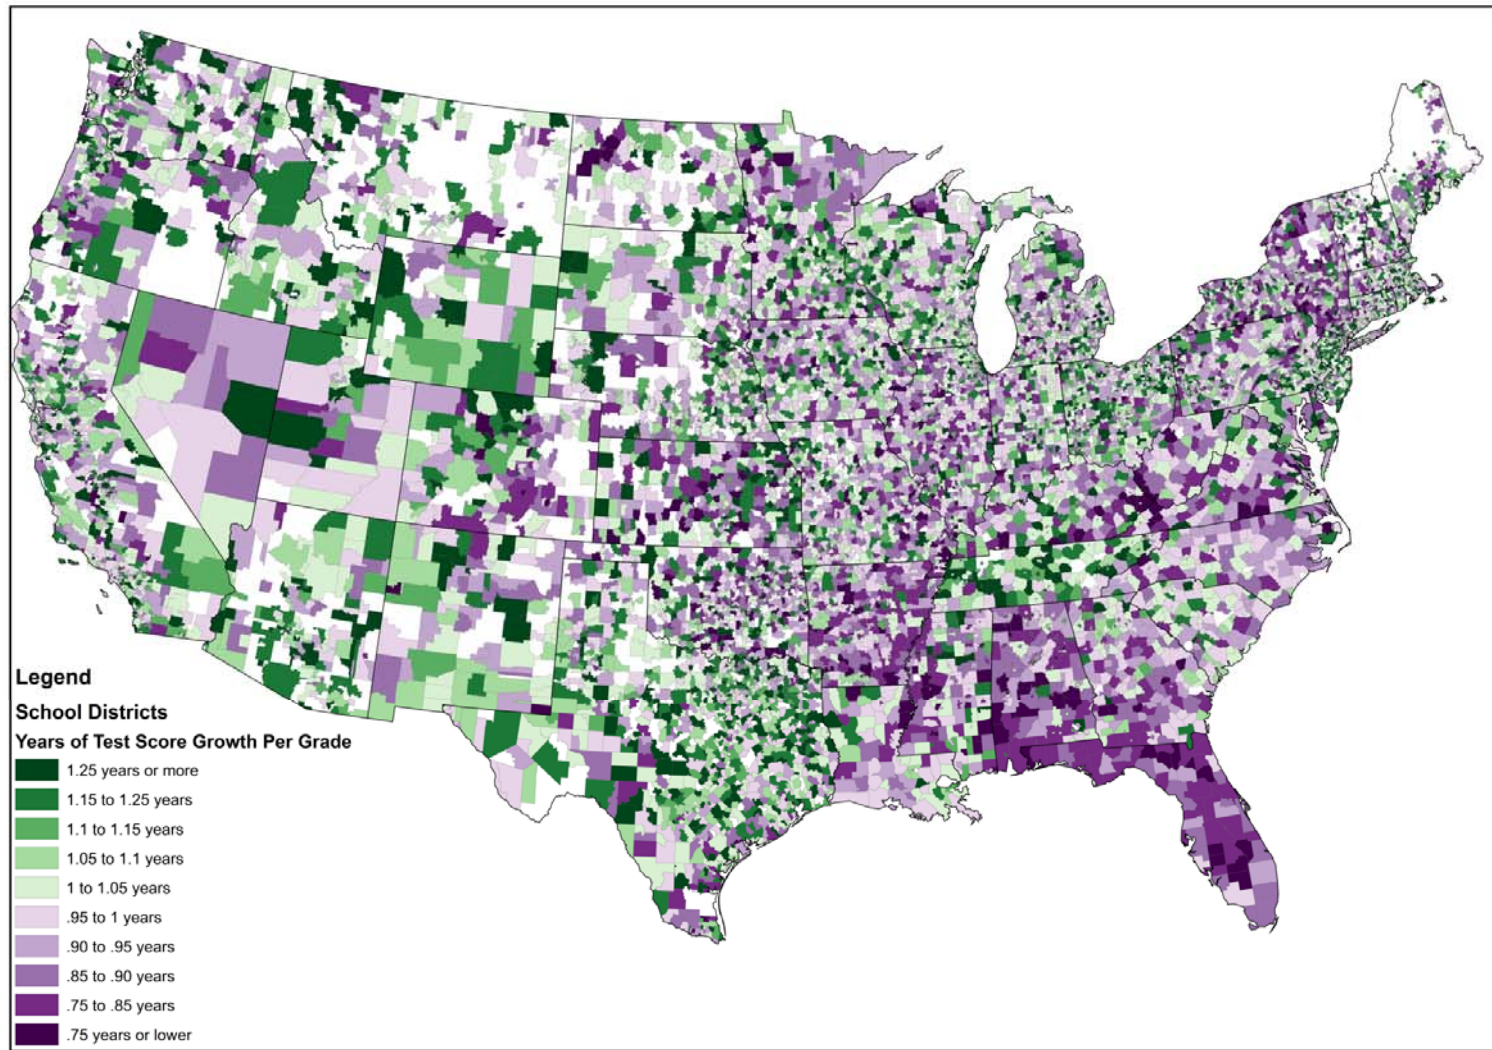 Legend
School Districts
Years of Test Score Growth Per Grade
1.25 years or more
1.15 to 1.25 years
1.1 to 1.15 years
1.05 to 1.1 years
1 to 1.05 years
.95 to 1 years
.90 to .95 years
.85 to .90 years
.75 to .85 years
.75 years or lower